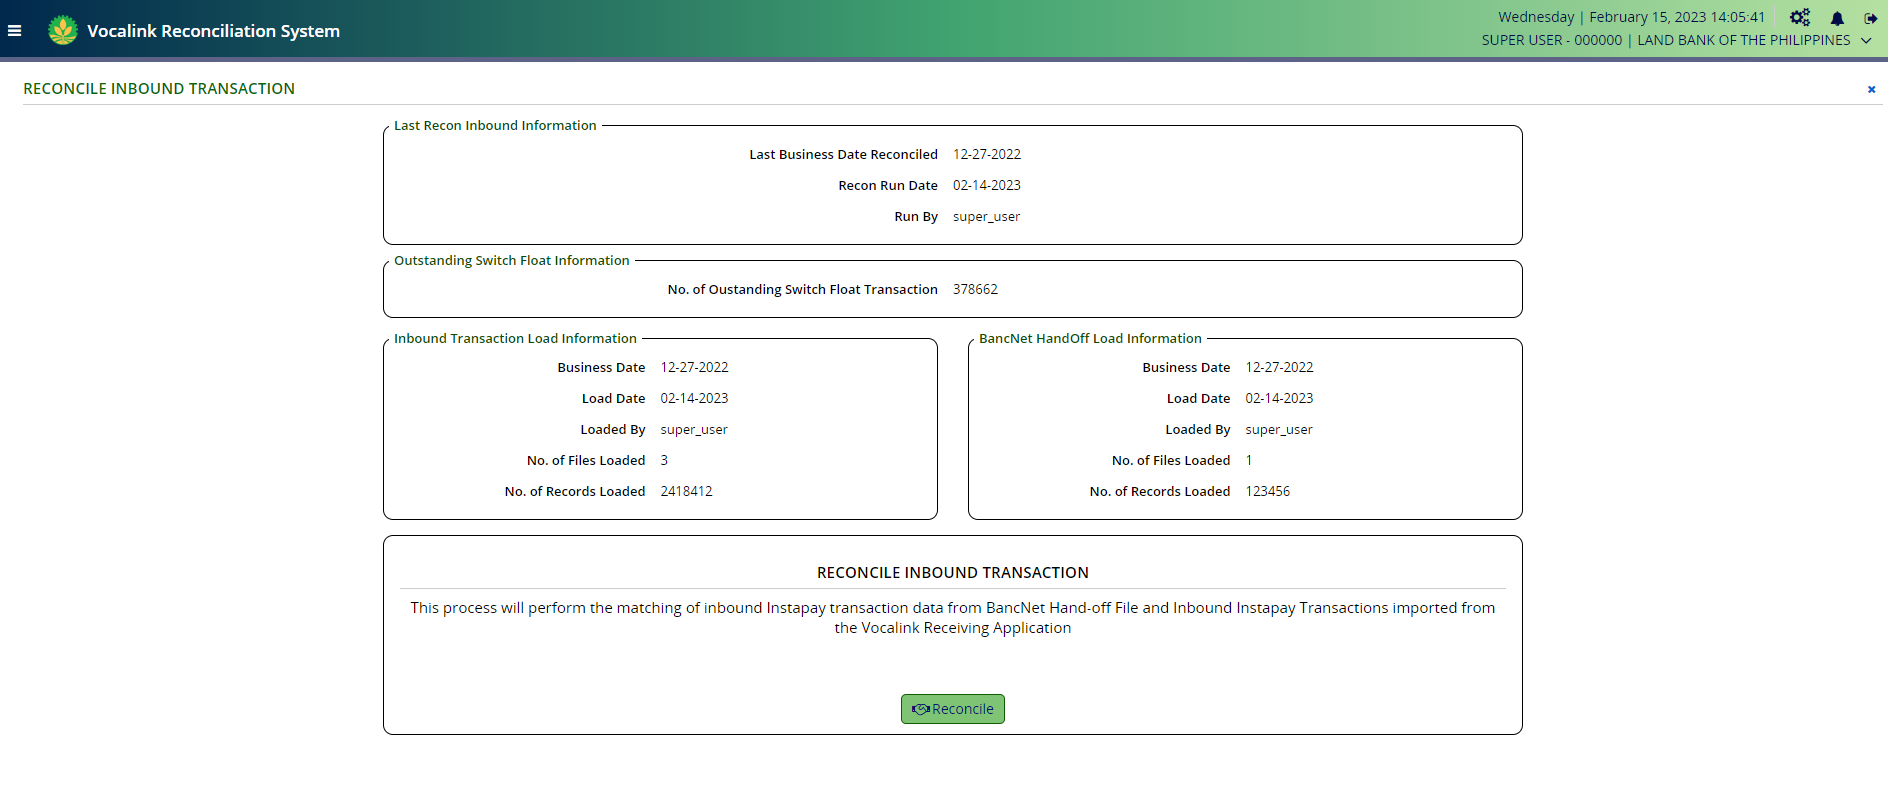 Vocalink Reconciliation System
Wednesday | February 15, 2023 14:05:41
SUPER USER - 000000 | LAND BANK OF THE PHILIPPINES
RECONCILE INBOUND TRANSACTION
Last Recon Inbound Information
Last Business Date Reconciled 12-27-2022
Recon Run Date 02-14-2023
Run By super_user
Outstanding Switch Float Information
No. of Oustanding Switch Float Transaction 378662
Inbound Transaction Load Information
Business Date 12-27-2022
Load Date 02-14-2023
Loaded By super_user
No. of Files Loaded 3
No. of Records Loaded 2418412
BancNet HandOff Load Information
Business Date 12-27-2022
Load Date 02-14-2023
Loaded By super_user
No. of Files Loaded 1
No. of Records Loaded 123456
RECONCILE INBOUND TRANSACTION
This process will perform the matching of inbound Instapay transaction data from BancNet Hand-off File and Inbound Instapay Transactions imported from
the Vocalink Receiving Application
Reconcile